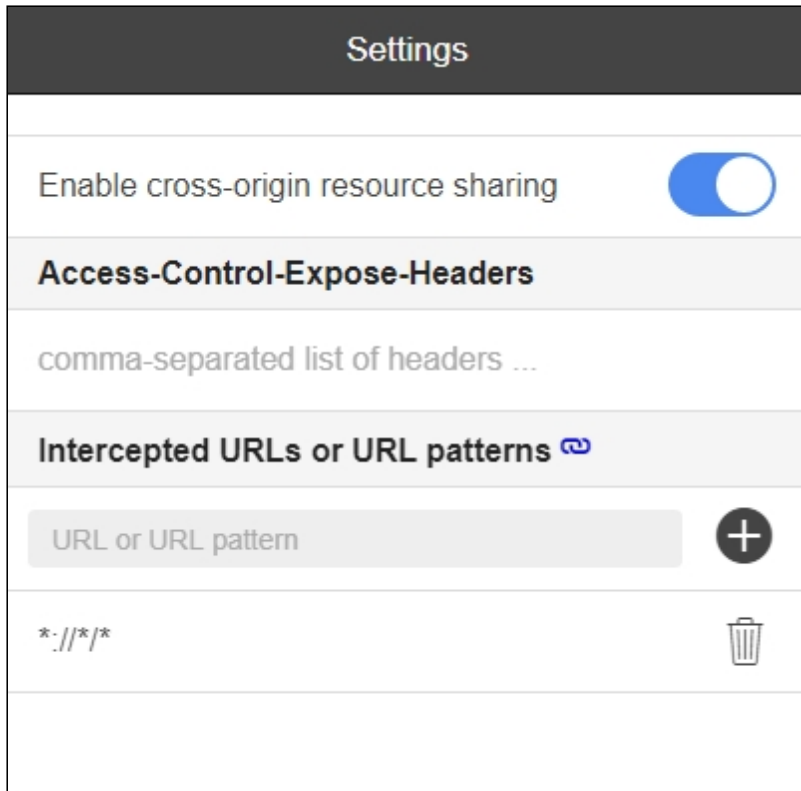 Settings
Enable cross-origin resource sharing
Access-Control-Expose-Headers
comma-separated list of headers ...
Intercepted URLs or URL patterns
URL or URL pattern
*://*/*